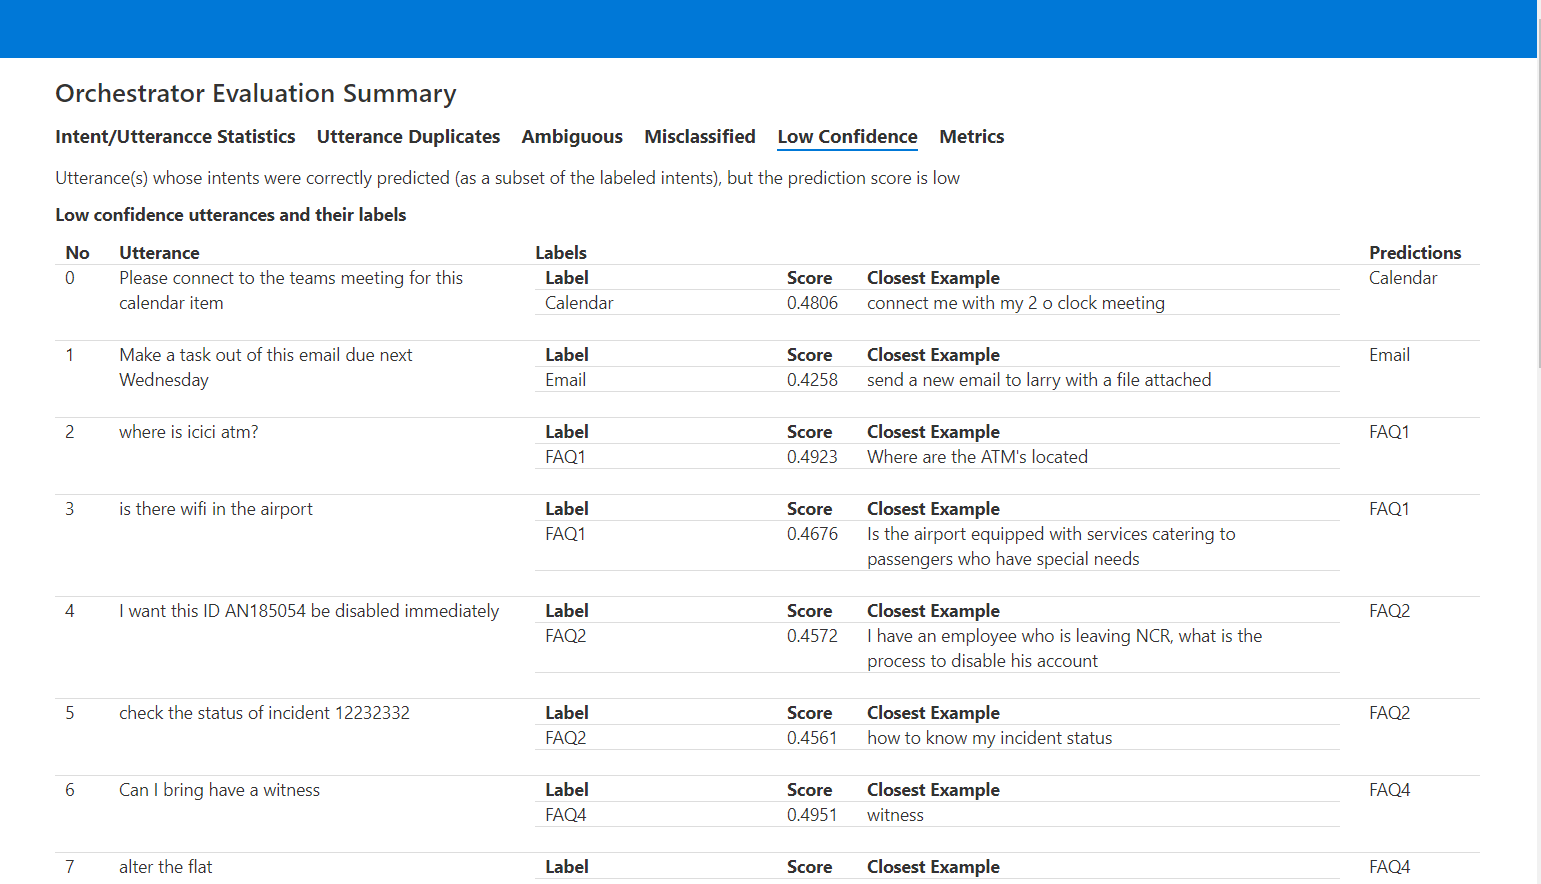 Orchestrator Evaluation Summary
Intent/Utterancce Statistics Utterance Duplicates Ambiguous Misclassified Low Confidence Metrics
Utterance(s) whose intents were correctly predicted (as a subset of the labeled intents), but the prediction score is low
Low confidence utterances and their labels
No Utterance Labels Predictions
0 Please connect to the teams meeting for this Label Score Closest Example Calendar
calendar item Calendar 0.4806 connect me with my 2 o clock meeting
1 Make a task out of this email due next Label Score Closest Example Email
Wednesday Email 0.4258 send a new email to larry with a file attached
2 where is icici atm? Label Score Closest Example FAQ1
FAQ1 0.4923 Where are the ATM's located
3 is there wifi in the airport Label Score Closest Example FAQ1
FAQ1 0.4676 Is the airport equipped with services catering to
passengers who have special needs
4 I want this ID AN185054 be disabled immediately Label Score Closest Example FAQ2
FAQ2 0.4572 I have an employee who is leaving NCR, what is the
process to disable his account
5 check the status of incident 12232332 Label Score Closest Example FAQ2
FAQ2 0.4561 how to know my incident status
6 Can I bring have a witness Label Score Closest Example FAQ4
FAQ4 0.4951 witness
7 alter the flat Label Score Closest Example FAQ4